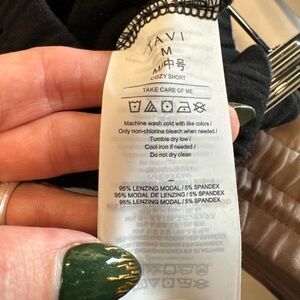 TAVI
M
M/中号
COZY SHORT
TAKE CARE OF ME
Machine wash cold with like colors /
Only non-chlorine bleach when needed /
Tumble dry low /
Cool iron if needed /
Do not dry clean
95% LENZING MODAL / 5% SPANDEX
95% MODAL DE LENZING / 5% SPANDEX
95% LENZING MODAL / 5% SPANDEX